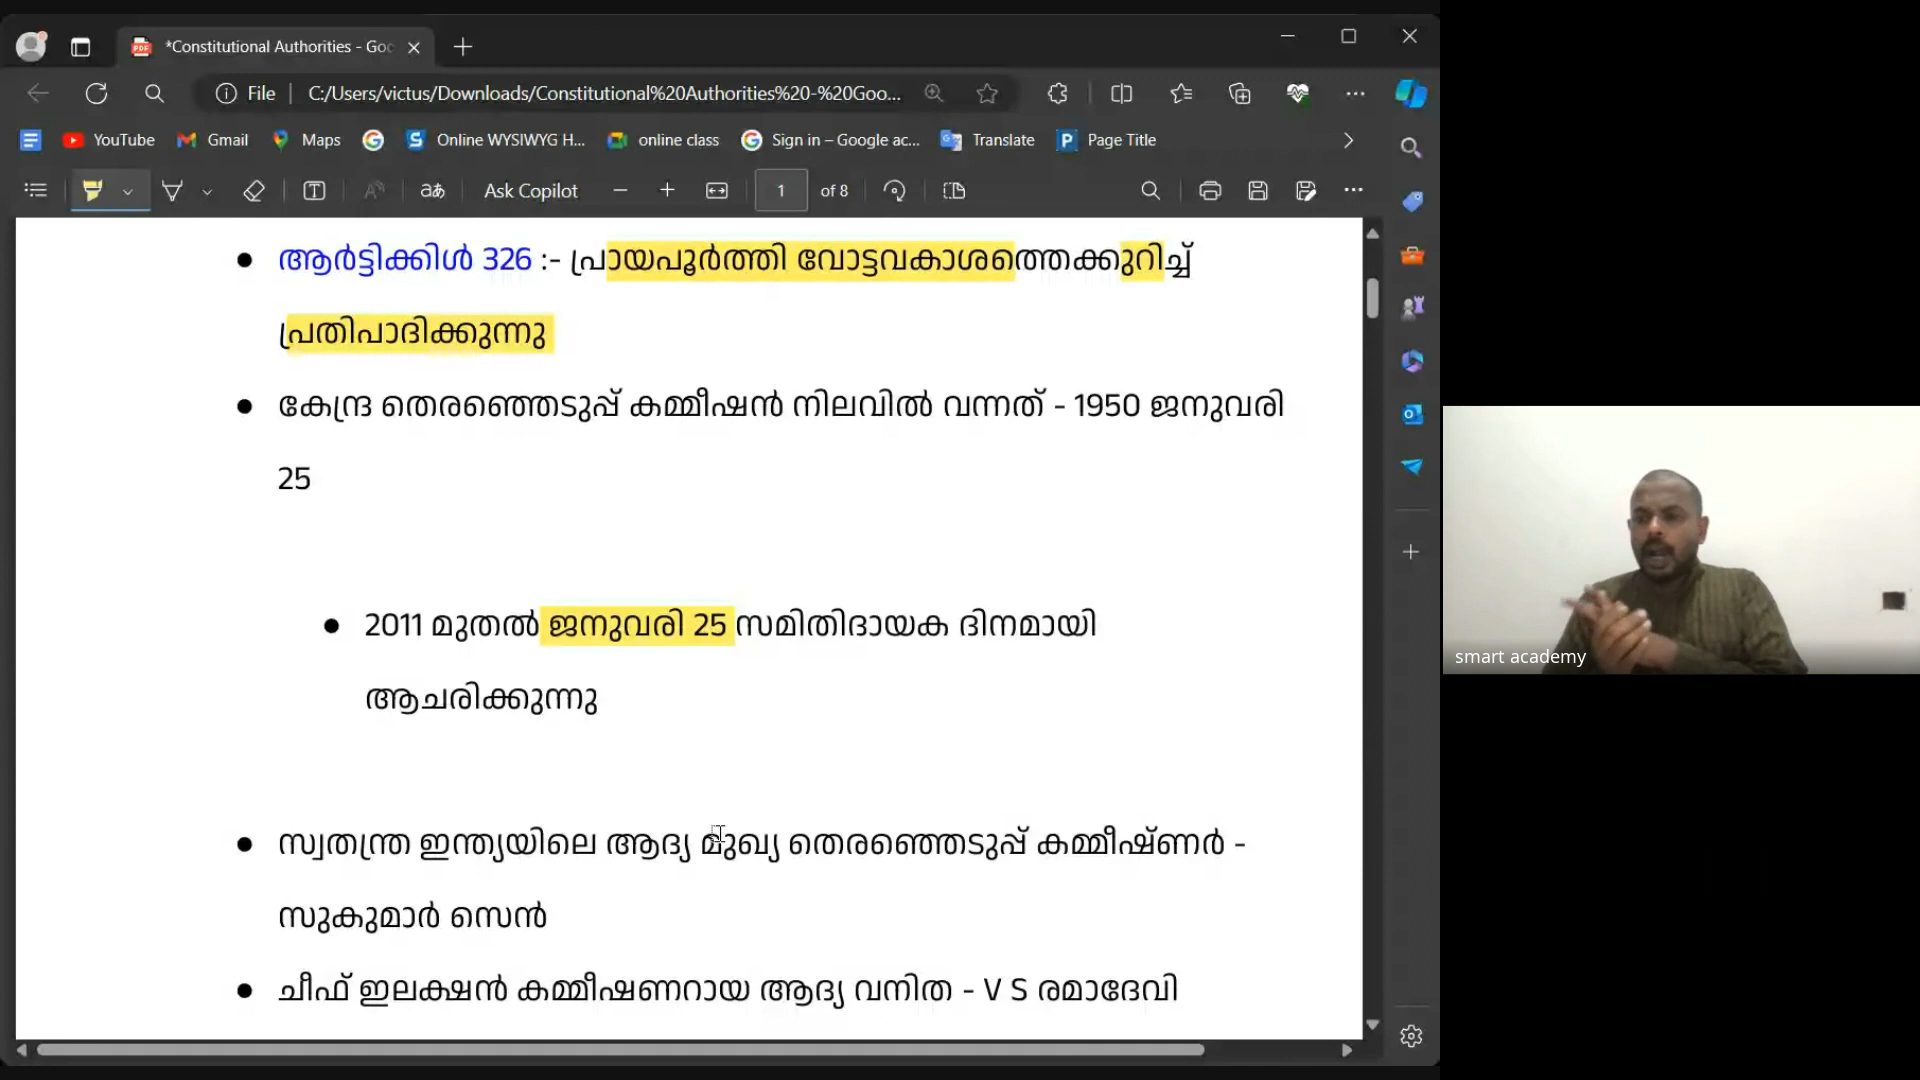 *Constitutional Authorities - Goo
File | C:/Users/victus/Downloads/Constitutional%20Authorities%20-%20Goo...
YouTube Gmail Maps Online WYSIWYG H... online class Sign in – Google ac... Translate Page Title
Ask Copilot 1 of 8
ആർട്ടിക്കിൾ 326 :- പ്രായപൂർത്തി വോട്ടവകാശത്തെക്കുറിച്ച്
പ്രതിപാദിക്കുന്നു
കേന്ദ്ര തെരഞ്ഞെടുപ്പ് കമ്മീഷൻ നിലവിൽ വന്നത് - 1950 ജനുവരി
25
2011 മുതൽ ജനുവരി 25 സമിതിദായക ദിനമായി
ആചരിക്കുന്നു
സ്വതന്ത്ര ഇന്ത്യയിലെ ആദ്യ മുഖ്യ തെരഞ്ഞെടുപ്പ് കമ്മീഷ്ണർ -
സുകുമാർ സെൻ
ചീഫ് ഇലക്ഷൻ കമ്മീഷണറായ ആദ്യ വനിത - V S രമാദേവി
smart academy